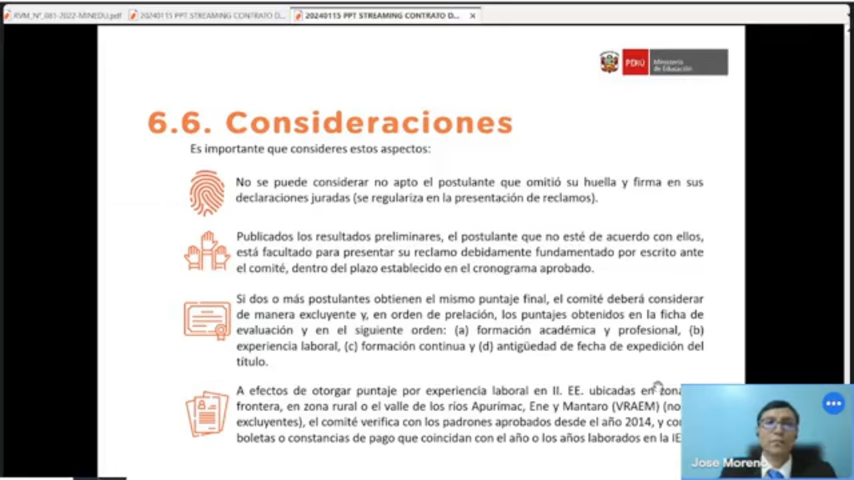 RVM_N°_081-2022-MINEDU.pdf
20240115 PPT STREAMING CONTRATO D...
20240115 PPT STREAMING CONTRATO D...
PERÚ
Ministerio
de Educación
6.6. Consideraciones
Es importante que consideres estos aspectos:
No se puede considerar no apto el postulante que omitió su huella y firma en sus
declaraciones juradas (se regulariza en la presentación de reclamos).
Publicados los resultados preliminares, el postulante que no esté de acuerdo con ellos,
está facultado para presentar su reclamo debidamente fundamentado por escrito ante
el comité, dentro del plazo establecido en el cronograma aprobado.
Si dos o más postulantes obtienen el mismo puntaje final, el comité deberá considerar
de manera excluyente y, en orden de prelación, los puntajes obtenidos en la ficha de
evaluación y en el siguiente orden: (a) formación académica y profesional, (b)
experiencia laboral, (c) formación continua y (d) antigüedad de fecha de expedición del
título.
A efectos de otorgar puntaje por experiencia laboral en II. EE. ubicadas en zona
frontera, en zona rural o el valle de los ríos Apurímac, Ene y Mantaro (VRAEM) (no
excluyentes), el comité verifica con los padrones aprobados desde el año 2014, y
boletas o constancias de pago que coincidan con el año o los años laborados en la IE
Jose Moreno